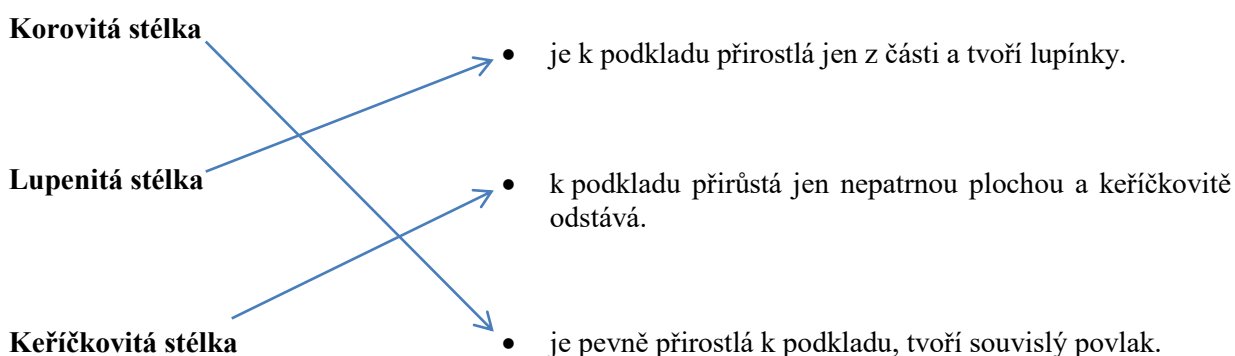 Korovitá stélka
• je k podkladu přirostlá jen z části a tvoří lupínky.
Lupenitá stélka
• k podkladu přirůstá jen nepatrnou plochou a keříčkovitě
odstává.
Keříčkovitá stélka
• je pevně přirostlá k podkladu, tvoří souvislý povlak.